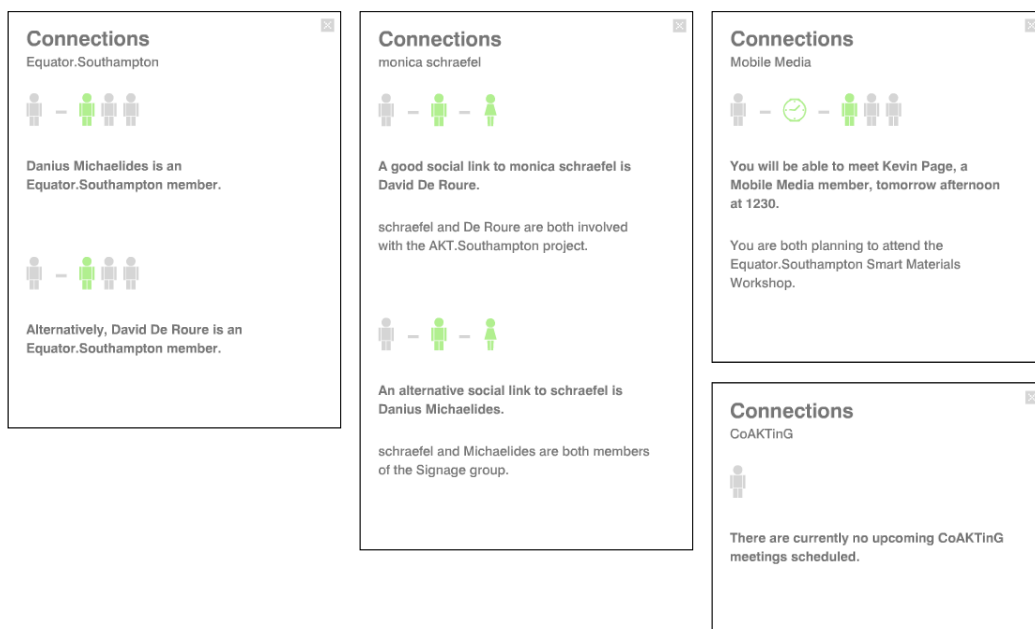 Connections
Equator.Southampton
Danius Michaelides is an
Equator.Southampton member.
Alternatively, David De Roure is an
Equator.Southampton member.
Connections
monica schraefel
A good social link to monica schraefel is
David De Roure.
schraefel and De Roure are both involved
with the AKT.Southampton project.
An alternative social link to schraefel is
Danius Michaelides.
schraefel and Michaelides are both members
of the Signage group.
Connections
Mobile Media
You will be able to meet Kevin Page, a
Mobile Media member, tomorrow afternoon
at 1230.
You are both planning to attend the
Equator.Southampton Smart Materials
Workshop.
Connections
CoAKTinG
There are currently no upcoming CoAKTinG
meetings scheduled.